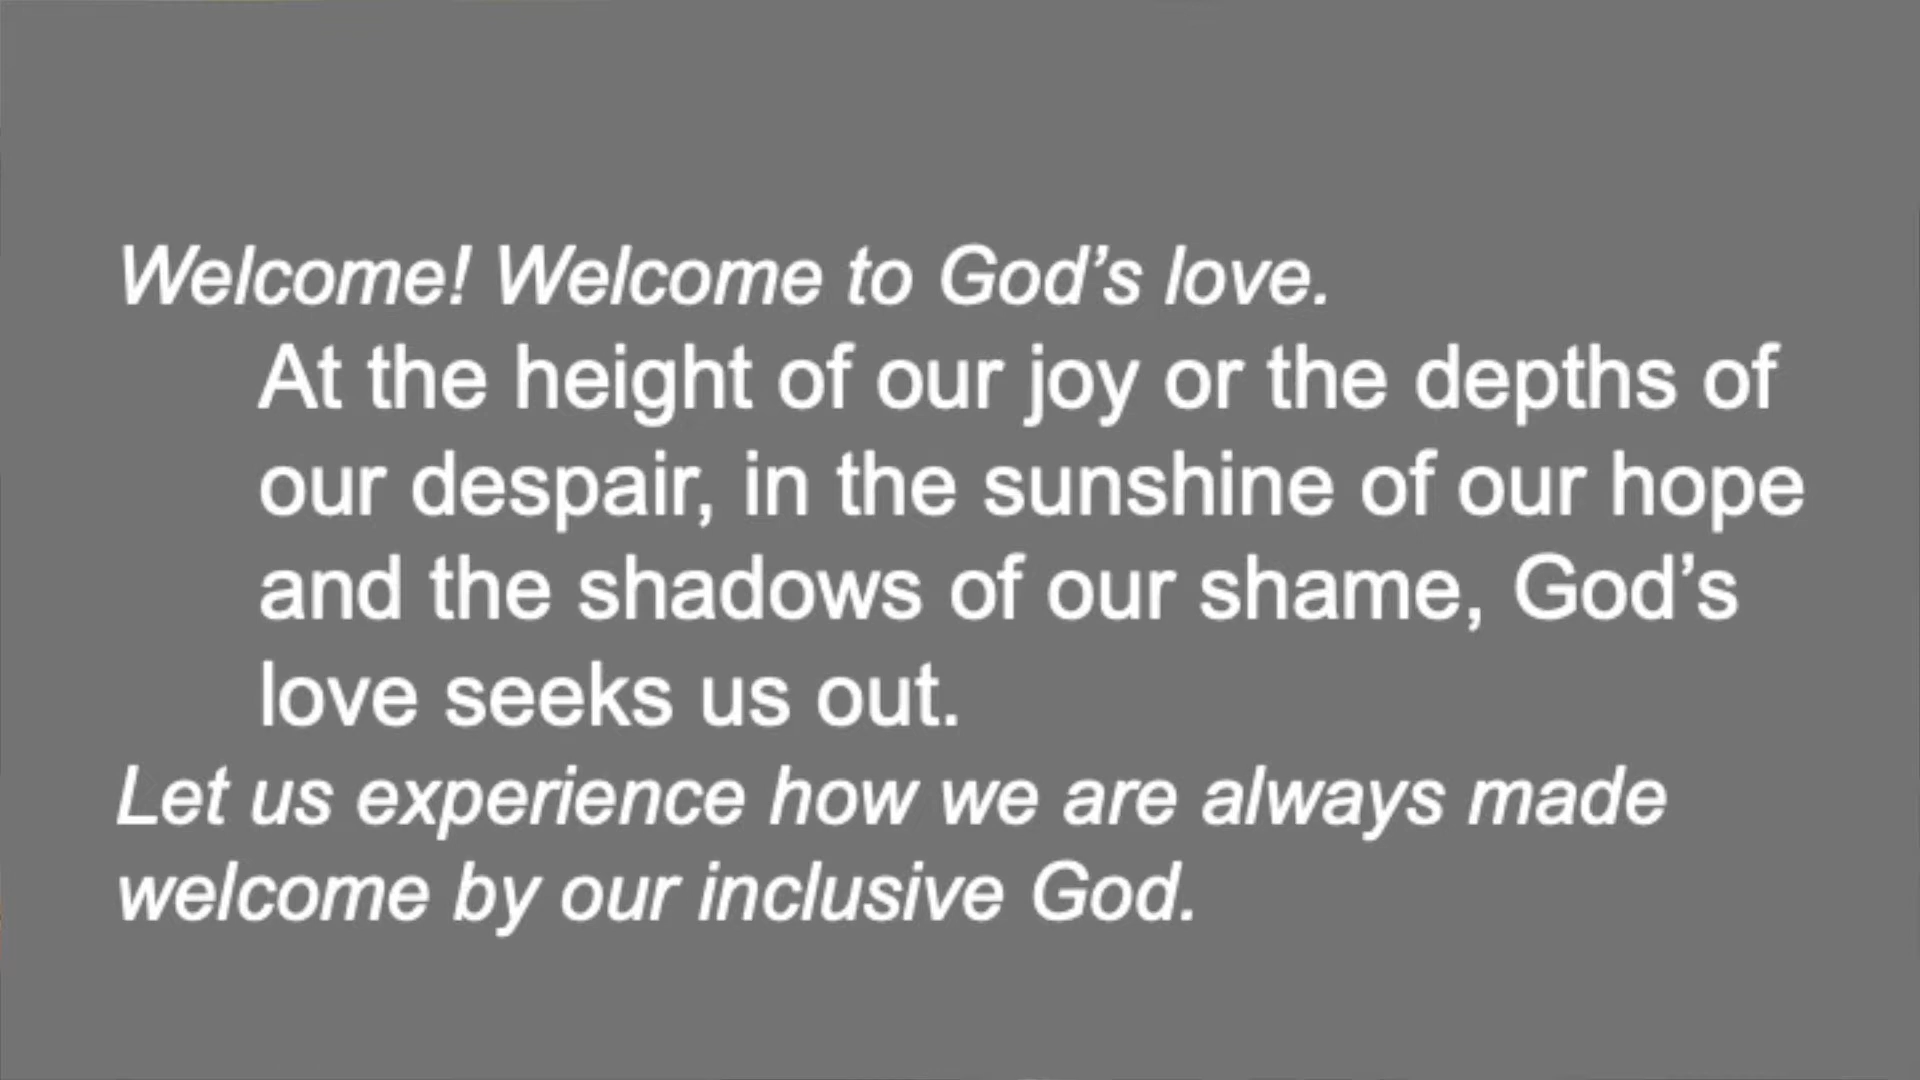 Welcome! Welcome to God’s love.
At the height of our joy or the depths of
our despair, in the sunshine of our hope
and the shadows of our shame, God’s
love seeks us out.
Let us experience how we are always made
welcome by our inclusive God.